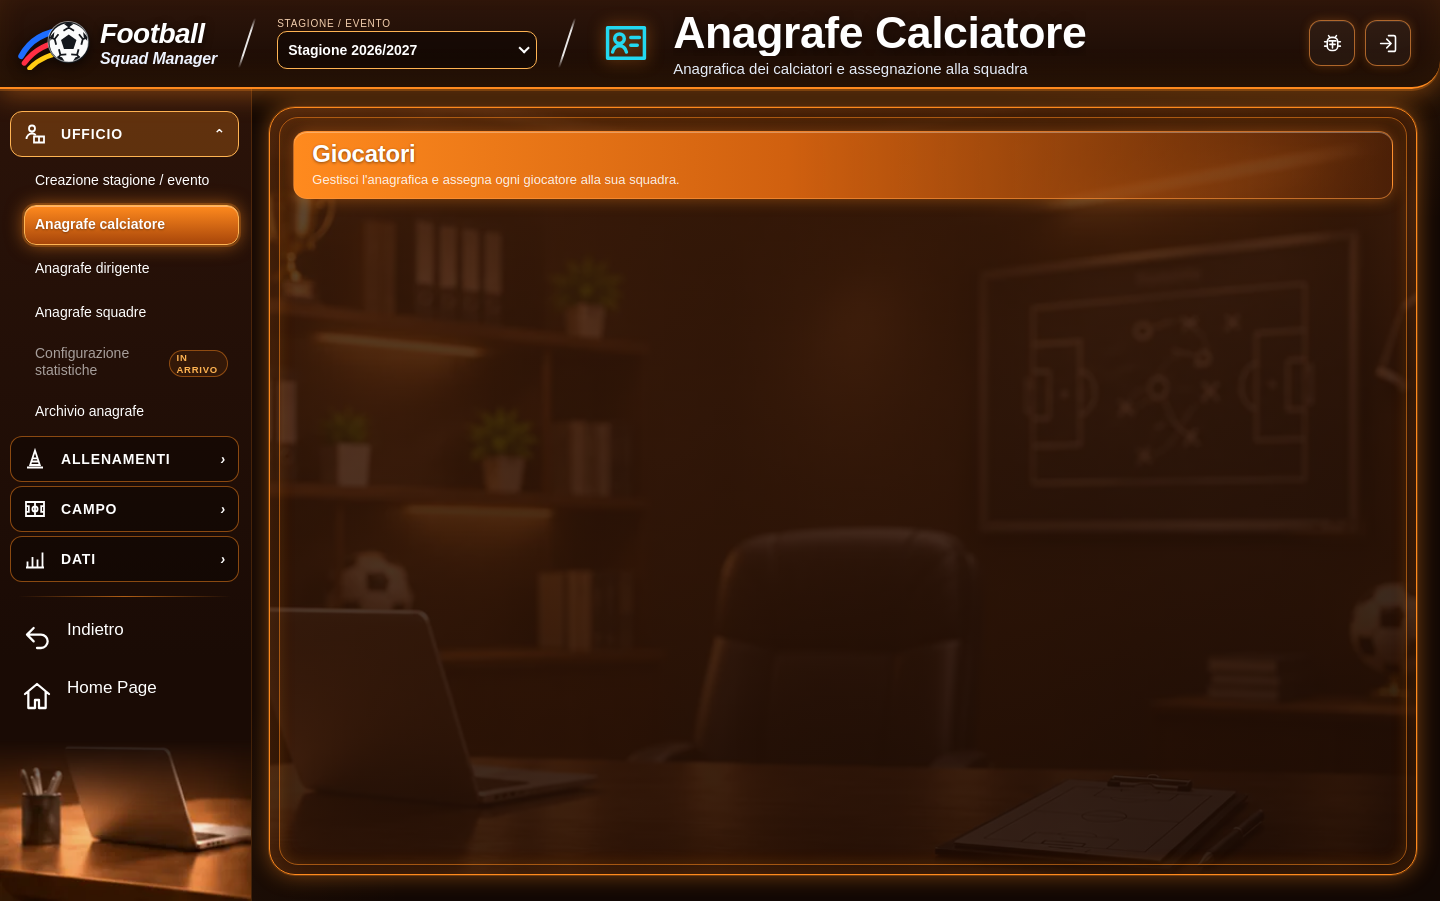 Football
Squad Manager
STAGIONE / EVENTO
Stagione 2026/2027
Anagrafe Calciatore
Anagrafica dei calciatori e assegnazione alla squadra
UFFICIO
Creazione stagione / evento
Anagrafe calciatore
Anagrafe dirigente
Anagrafe squadre
Configurazione
statistiche
IN
ARRIVO
Archivio anagrafe
ALLENAMENTI
CAMPO
DATI
Indietro
Home Page
Giocatori
Gestisci l'anagrafica e assegna ogni giocatore alla sua squadra.